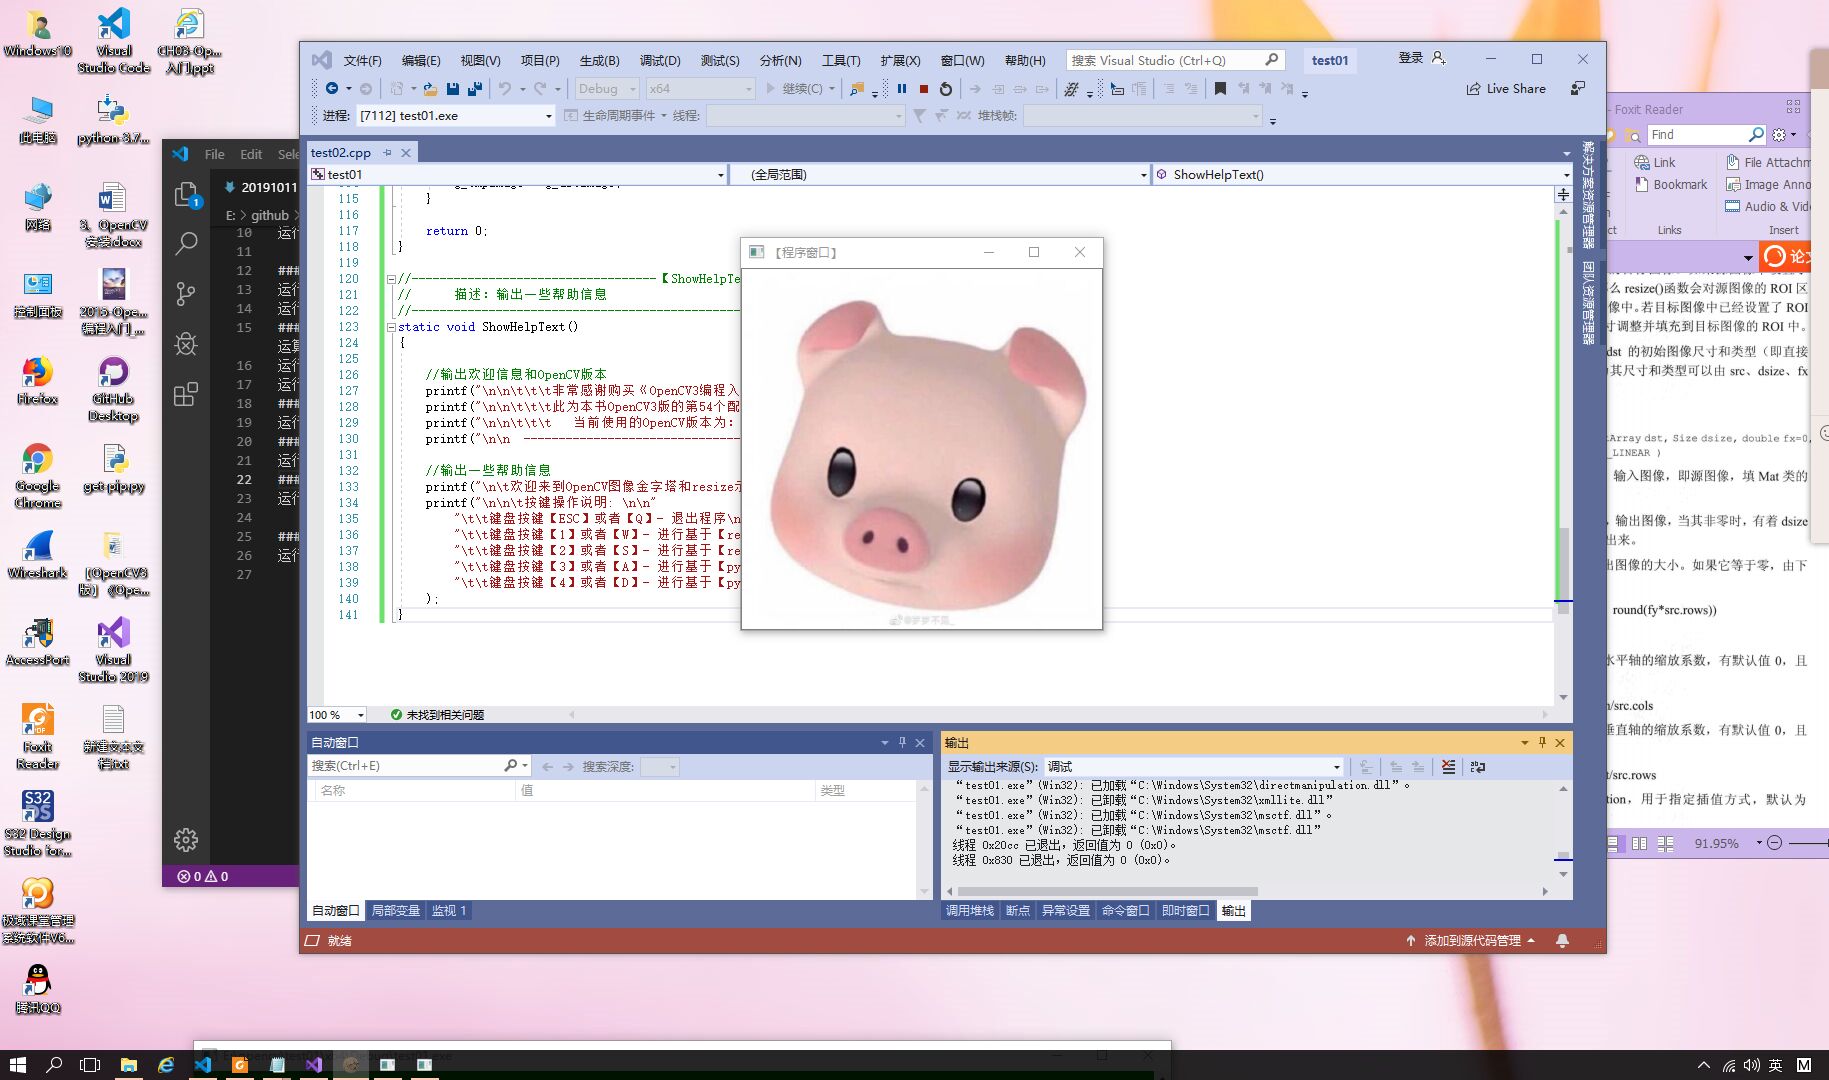 Windows10
Visual
Studio Code
CH03-Op...
入门.ppt
此电脑
python-3.7...
网络
3、OpenCV
安装.docx
控制面板
2015-Ope...
编程入门_...
Firefox
GitHub
Desktop
Google
Chrome
get-pip.py
Wireshark
[(OpenCV3
版)]《Ope...
AccessPort
Visual
Studio 2019
Foxit
Reader
新建文本文
档.txt
S32 Design
Studio for...
极域课堂管理
系统软件V6...
腾讯QQ
File Edit Sele
20191011
E: > github >
10 运行
11
12 ###
13 运行
14 运行
15 ###
运算
16 运行
17 运行
18 ###
19 运行
20 ###
21 运行
22 ###
23 运行
24
25 ###
26 运行
27
1
0 0
文件(F) 编辑(E) 视图(V) 项目(P) 生成(B) 调试(D) 测试(S) 分析(N) 工具(T) 扩展(X) 窗口(W) 帮助(H) 搜索 Visual Studio (Ctrl+Q) test01 登录
Debug x64 继续(C) Live Share
进程: [7112] test01.exe 生命周期事件 线程: 堆栈帧:
test02.cpp
test01 (全局范围) ShowHelpText()
115 }
116
117 return 0;
118 }
119
120 //-----------------------------------【ShowHelpTe
121 // 描述：输出一些帮助信息
122 //----------------------------------------------
123 static void ShowHelpText()
124 {
125
126 //输出欢迎信息和OpenCV版本
127 printf("\n\n\t\t\t非常感谢购买《OpenCV3编程入
128 printf("\n\n\t\t\t此为本书OpenCV3版的第54个配
129 printf("\n\n\t\t\t   当前使用的OpenCV版本为：
130 printf("\n\n  -------------------------------
131
132 //输出一些帮助信息
133 printf("\n\t欢迎来到OpenCV图像金字塔和resize示
134 printf("\n\n\t按键操作说明: \n\n"
135 "\t\t键盘按键【ESC】或者【Q】- 退出程序\n
136 "\t\t键盘按键【1】或者【W】- 进行基于【re
137 "\t\t键盘按键【2】或者【S】- 进行基于【re
138 "\t\t键盘按键【3】或者【A】- 进行基于【py
139 "\t\t键盘按键【4】或者【D】- 进行基于【py
140 );
141 }
【程序窗口】
100 % 未找到相关问题
解决方案资源管理器
团队资源管理器
自动窗口
搜索(Ctrl+E) 搜索深度:
名称 值 类型
自动窗口 局部变量 监视 1
输出
显示输出来源(S): 调试
“test01.exe”(Win32): 已加载“C:\Windows\System32\directmanipulation.dll”。
“test01.exe”(Win32): 已卸载“C:\Windows\System32\xmllite.dll”
“test01.exe”(Win32): 已加载“C:\Windows\System32\msctf.dll”。
“test01.exe”(Win32): 已卸载“C:\Windows\System32\msctf.dll”
线程 0x20cc 已退出，返回值为 0 (0x0)。
线程 0x830 已退出，返回值为 0 (0x0)。
调用堆栈 断点 异常设置 命令窗口 即时窗口 输出
就绪 添加到源代码管理
- Foxit Reader
Find
Link File Attachm
Bookmark Image Anno
Audio & Vid
Links Insert
论文
么 resize()函数会对源图像的 ROI 区
像中。若目标图像中已经设置了 ROI
寸调整并填充到目标图像的 ROI 中。
dst 的初始图像尺寸和类型（即直接
其尺寸和类型可以由 src、dsize、fx
tArray dst, Size dsize, double fx=0,
_LINEAR )
输入图像，即源图像，填 Mat 类的
输出图像，当其非零时，有着 dsize
出来。
出图像的大小。如果它等于零，由下
round(fy*src.rows))
水平轴的缩放系数，有默认值 0，且
/src.cols
垂直轴的缩放系数，有默认值 0，且
t/src.rows
tion，用于指定插值方式，默认为
91.95%
英 M